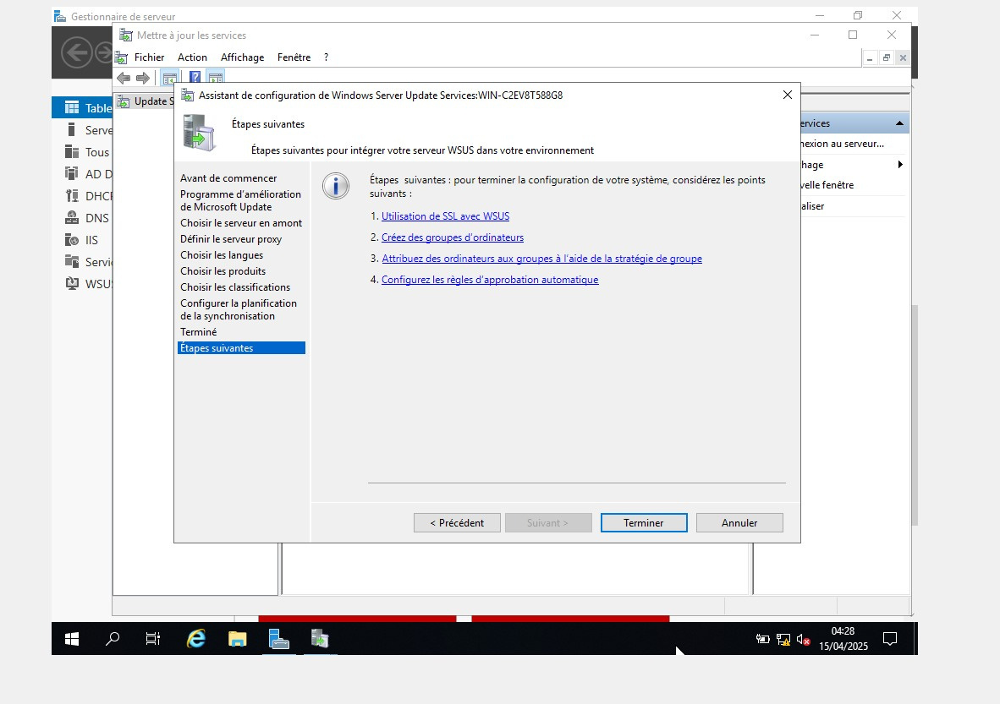 Gestionnaire de serveur
Mettre à jour les services
Fichier Action Affichage Fenêtre ?
Update S
Assistant de configuration de Windows Server Update Services:WIN-C2EV8T588G8
Étapes suivantes
Étapes suivantes pour intégrer votre serveur WSUS dans votre environnement
Table
Serve
Tous
AD D
DHCP
DNS
IIS
Servic
WSUS
Avant de commencer
Programme d'amélioration
de Microsoft Update
Choisir le serveur en amont
Définir le serveur proxy
Choisir les langues
Choisir les produits
Choisir les classifications
Configurer la planification
de la synchronisation
Terminé
Étapes suivantes
Étapes suivantes : pour terminer la configuration de votre système, considérez les points
suivants :
1. Utilisation de SSL avec WSUS
2. Créez des groupes d'ordinateurs
3. Attribuez des ordinateurs aux groupes à l'aide de la stratégie de groupe
4. Configurez les règles d'approbation automatique
< Précédent Suivant > Terminer Annuler
ervices
nexion au serveur...
hage
velle fenêtre
aliser
04:28
15/04/2025